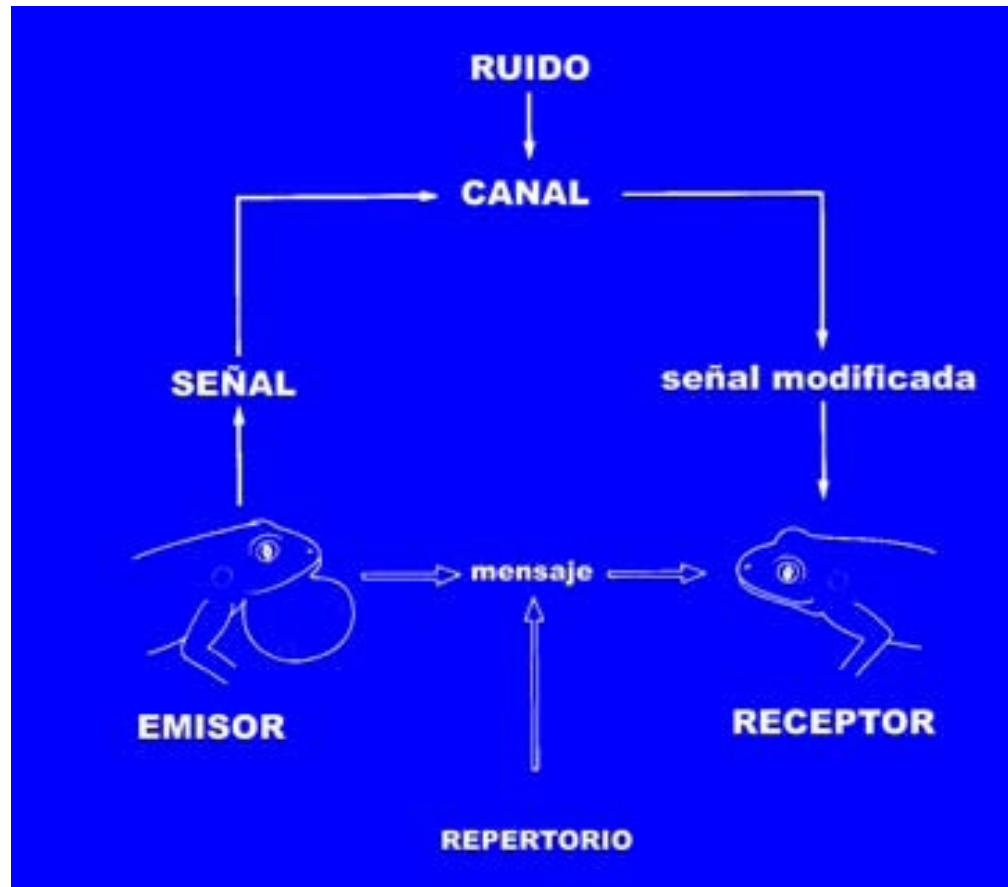 RUIDO
CANAL
SEÑAL
señal modificada
mensaje
EMISOR
RECEPTOR
REPERTORIO